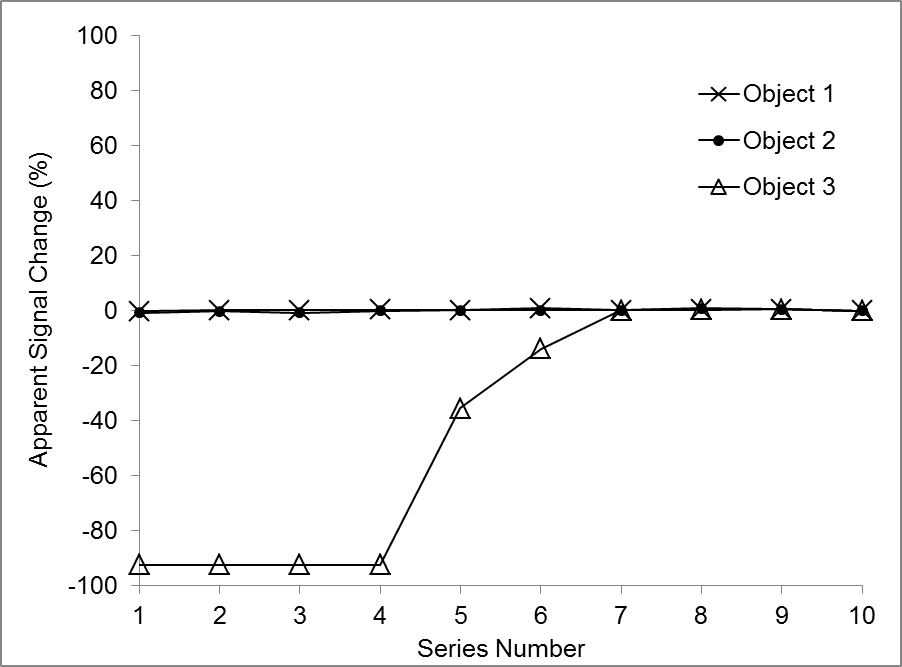 100
80
60
40
20
0
-20
-40
-60
-80
-100
Apparent Signal Change (%)
Object 1
Object 2
Object 3
1 2 3 4 5 6 7 8 9 10
Series Number